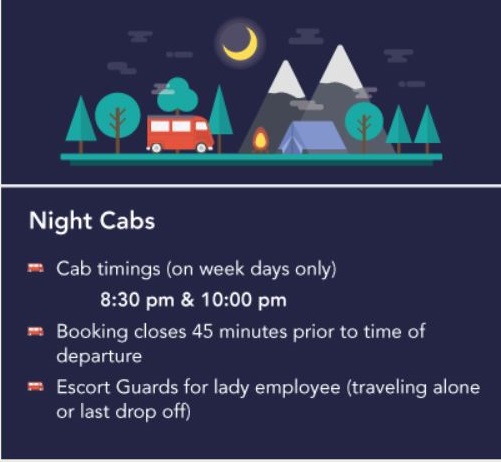 Night Cabs
Cab timings (on week days only)
8:30 pm & 10:00 pm
Booking closes 45 minutes prior to time of
departure
Escort Guards for lady employee (traveling alone
or last drop off)